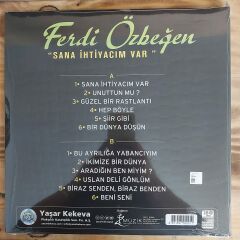 Ferdi Özbeğen
"SANA İHTİYACIM VAR"
A
1• SANA İHTİYACIM VAR
2• UNUTTUN MU ?
3• GÜZEL BİR RASTLANTI
4• HEP BÖYLE
5• ŞİİR GİBİ
6• BİR DÜNYA DÜŞÜN
B
1• BU AYRILIĞA YABANCIYIM
2• İKİMİZE BİR DÜNYA
3• ARADIĞIN BEN MİYİM ?
4• USLAN DELİ GÖNLÜM
5• BİRAZ SENDEN, BİRAZ BENDEN
6• BENİ SENİ
Yaşar Kekeva
MÜZİK